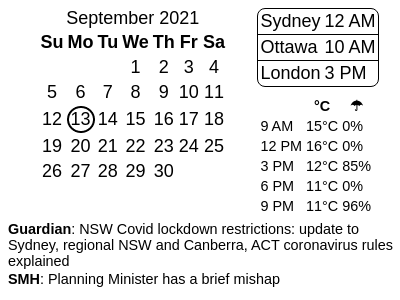 September 2021
Su Mo Tu We Th Fr Sa
1 2 3 4
5 6 7 8 9 10 11
12 13 14 15 16 17 18
19 20 21 22 23 24 25
26 27 28 29 30
Sydney 12 AM
Ottawa 10 AM
London 3 PM
°C ☂
9 AM 15°C 0%
12 PM 16°C 0%
3 PM 12°C 85%
6 PM 11°C 0%
9 PM 11°C 96%
Guardian: NSW Covid lockdown restrictions: update to
Sydney, regional NSW and Canberra, ACT coronavirus rules
explained
SMH: Planning Minister has a brief mishap